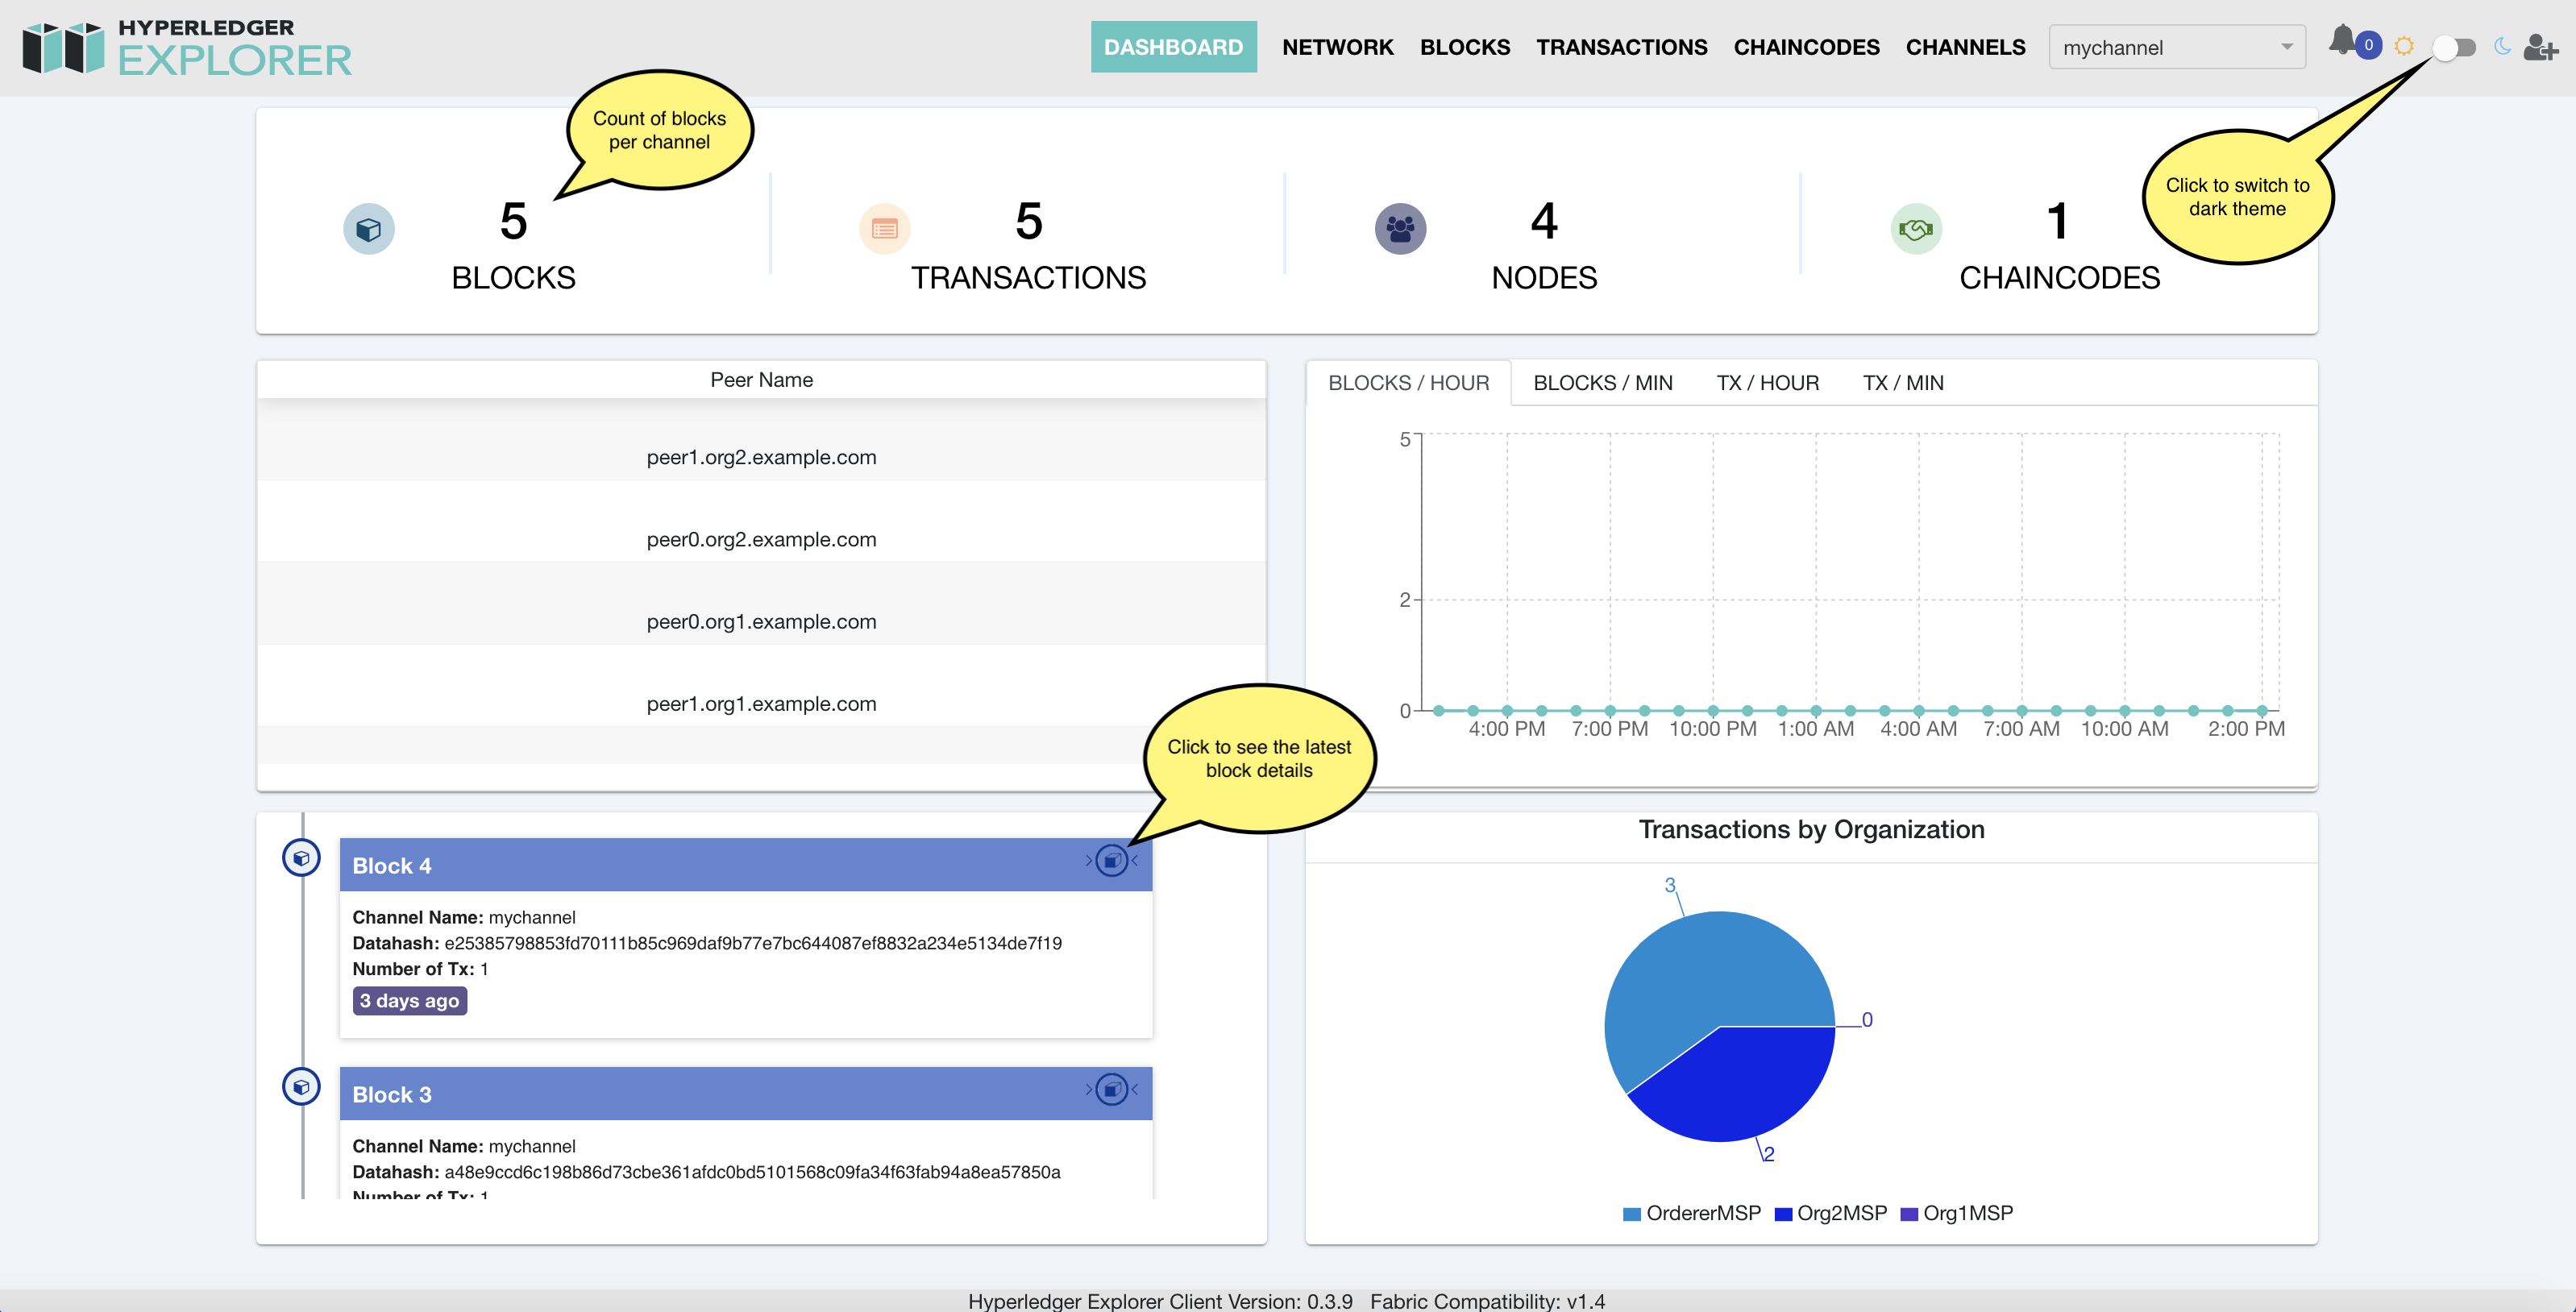 HYPERLEDGER
EXPLORER
DASHBOARD NETWORK BLOCKS TRANSACTIONS CHAINCODES CHANNELS mychannel 0
Count of blocks
per channel
Click to switch to
dark theme
5
BLOCKS
5
TRANSACTIONS
4
NODES
1
CHAINCODES
Peer Name
peer1.org2.example.com
peer0.org2.example.com
peer0.org1.example.com
peer1.org1.example.com
BLOCKS / HOUR BLOCKS / MIN TX / HOUR TX / MIN
5
2
0
4:00 PM 7:00 PM 10:00 PM 1:00 AM 4:00 AM 7:00 AM 10:00 AM 2:00 PM
Click to see the latest
block details
Block 4
Channel Name: mychannel
Datahash: e25385798853fd70111b85c969daf9b77e7bc644087ef8832a234e5134de7f19
Number of Tx: 1
3 days ago
Block 3
Channel Name: mychannel
Datahash: a48e9ccd6c198b86d73cbe361afdc0bd5101568c09fa34f63fab94a8ea57850a
Number of Tx: 1
Transactions by Organization
3
0
2
OrdererMSP Org2MSP Org1MSP
Hyperledger Explorer Client Version: 0.3.9 Fabric Compatibility: v1.4